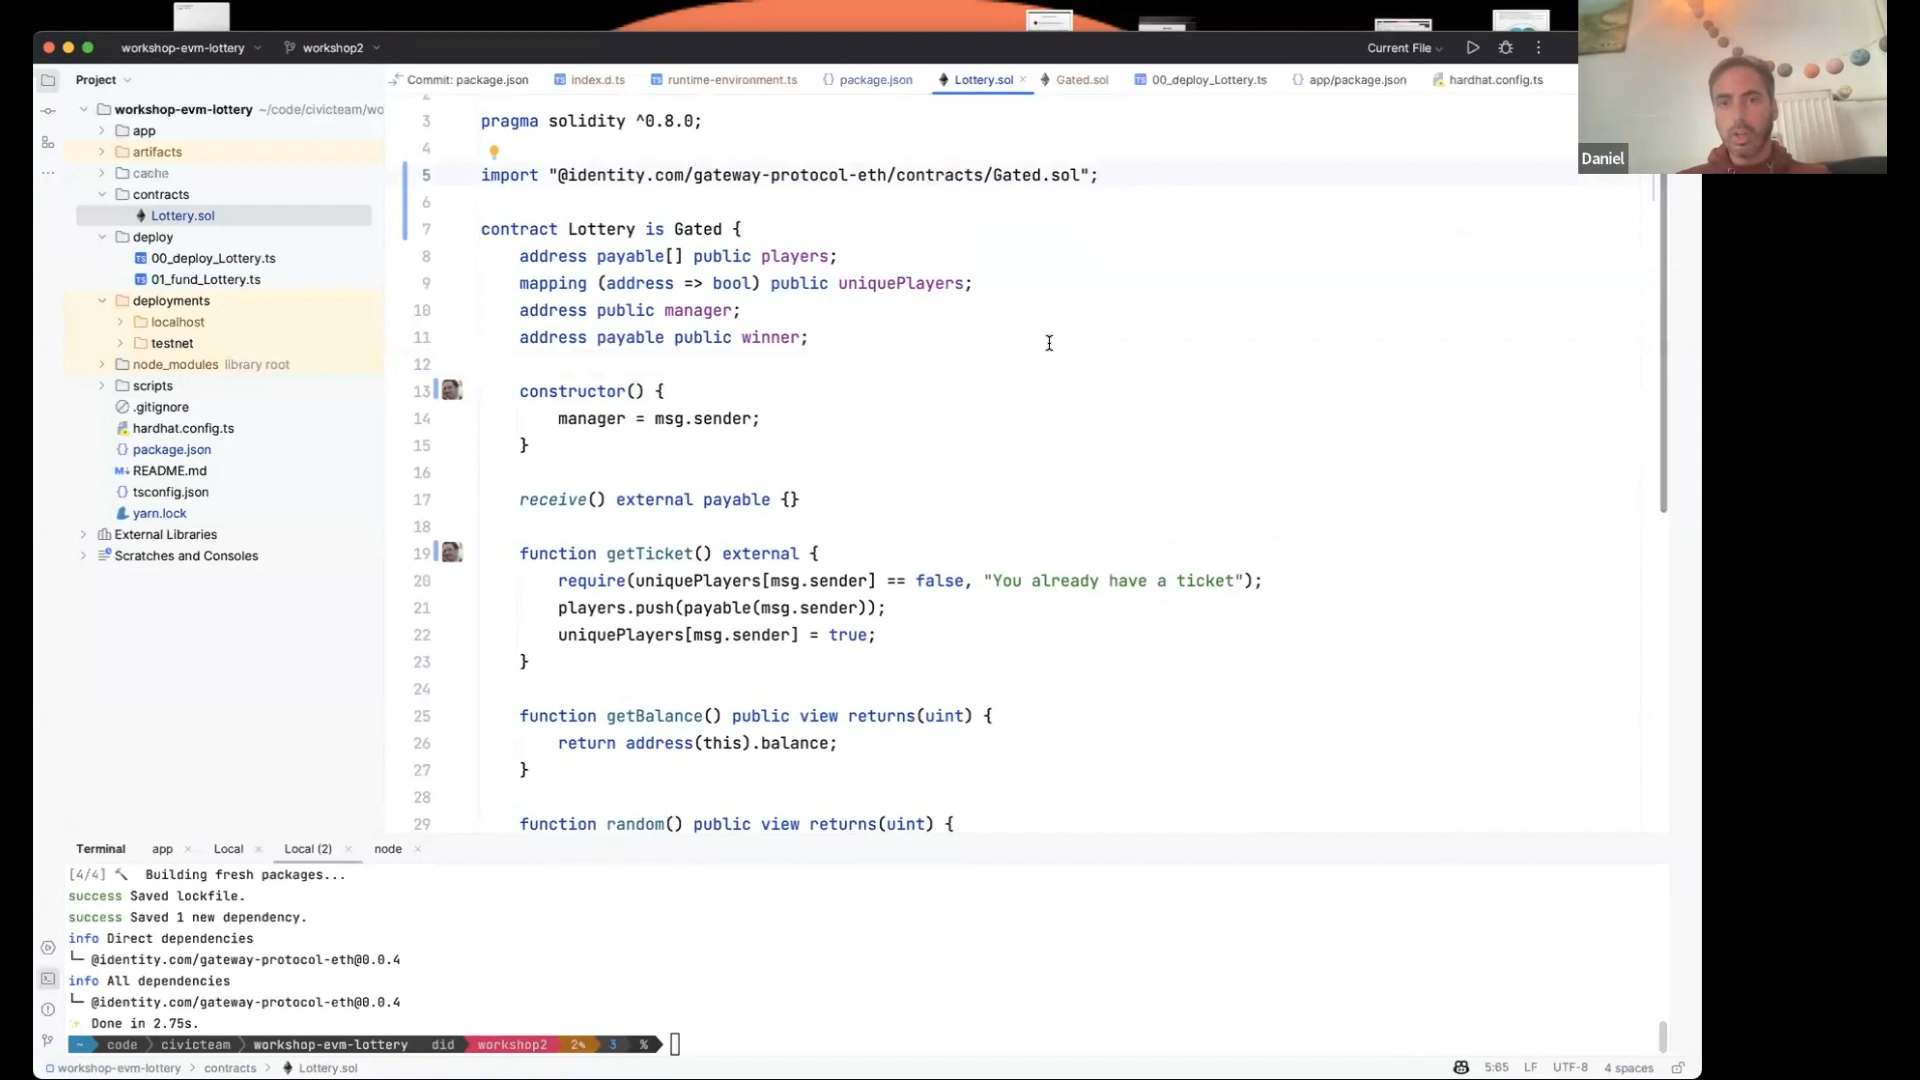 workshop-evm-lottery
workshop2
Current File
Project
Commit: package.json
index.d.ts
runtime-environment.ts
package.json
Lottery.sol
Gated.sol
00_deploy_Lottery.ts
app/package.json
hardhat.config.ts
workshop-evm-lottery ~/code/civicteam/wo
app
artifacts
cache
contracts
Lottery.sol
deploy
00_deploy_Lottery.ts
01_fund_Lottery.ts
deployments
localhost
testnet
node_modules library root
scripts
.gitignore
hardhat.config.ts
package.json
README.md
tsconfig.json
yarn.lock
External Libraries
Scratches and Consoles
3 pragma solidity ^0.8.0;
4
5 import "@identity.com/gateway-protocol-eth/contracts/Gated.sol";
6
7 contract Lottery is Gated {
8 address payable[] public players;
9 mapping (address => bool) public uniquePlayers;
10 address public manager;
11 address payable public winner;
12
13 constructor() {
14 manager = msg.sender;
15 }
16
17 receive() external payable {}
18
19 function getTicket() external {
20 require(uniquePlayers[msg.sender] == false, "You already have a ticket");
21 players.push(payable(msg.sender));
22 uniquePlayers[msg.sender] = true;
23 }
24
25 function getBalance() public view returns(uint) {
26 return address(this).balance;
27 }
28
29 function random() public view returns(uint) {
Daniel
Terminal
app
Local
Local (2)
node
[4/4] 🔨 Building fresh packages...
success Saved lockfile.
success Saved 1 new dependency.
info Direct dependencies
└─ @identity.com/gateway-protocol-eth@0.0.4
info All dependencies
└─ @identity.com/gateway-protocol-eth@0.0.4
✨ Done in 2.75s.
~ code civicteam workshop-evm-lottery did workshop2 2✎ 3 %
workshop-evm-lottery > contracts > Lottery.sol
5:65 LF UTF-8 4 spaces